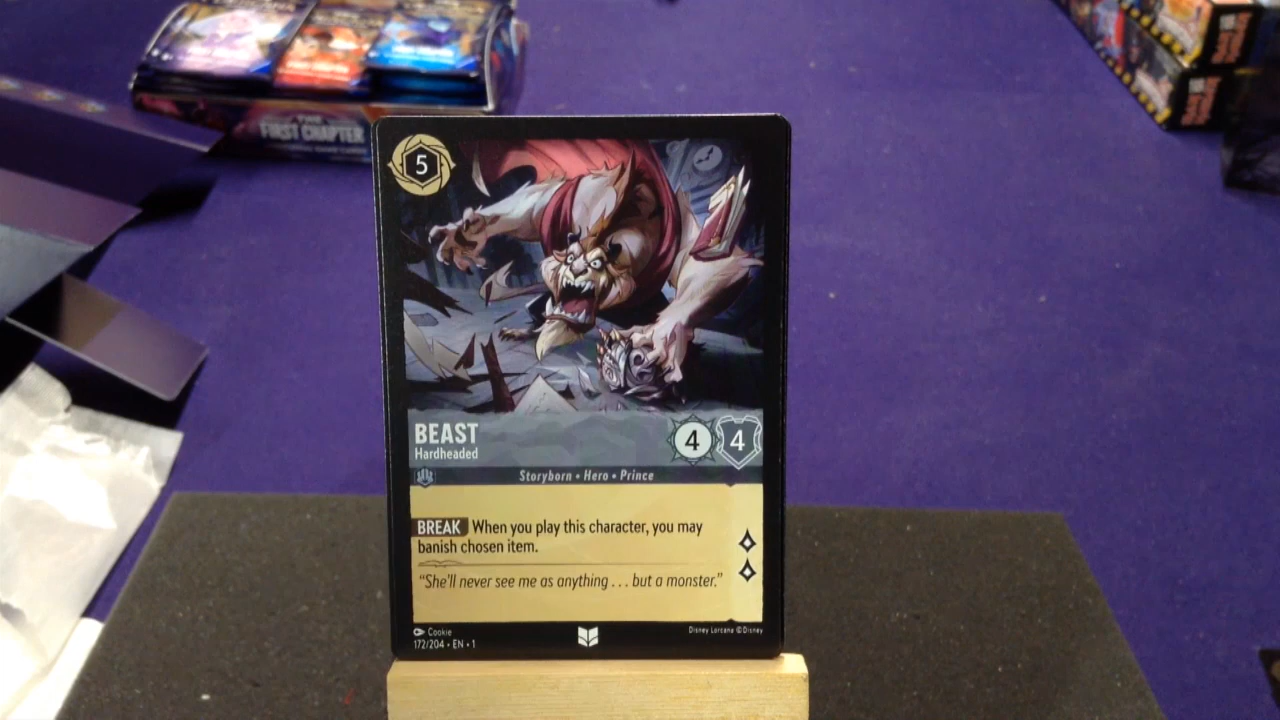 THE
FIRST CHAPTER
5
BEAST
Hardheaded
4
4
Storyborn • Hero • Prince
BREAK When you play this character, you may
banish chosen item.
“She’ll never see me as anything . . . but a monster.”
Cookie
172/204 • EN • 1
Disney Lorcana ©Disney